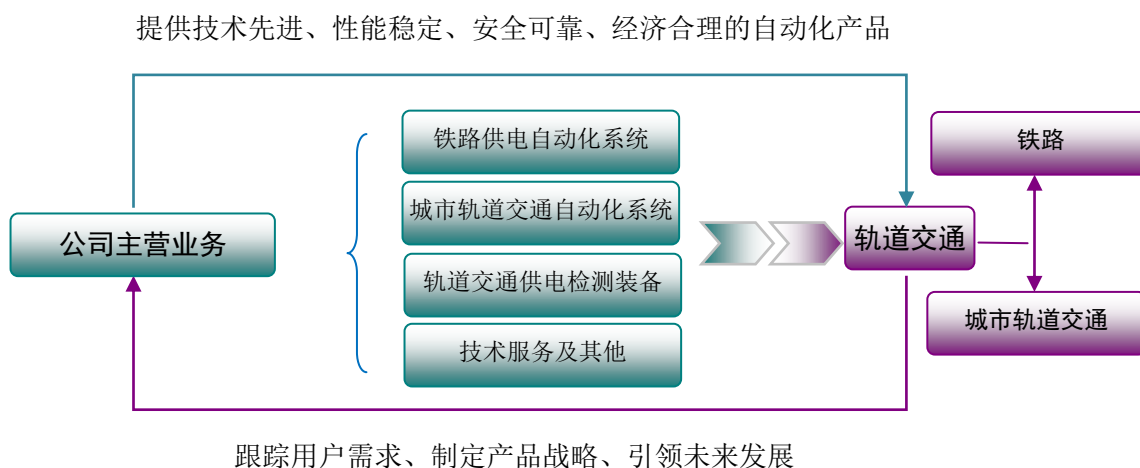 提供技术先进、性能稳定、安全可靠、经济合理的自动化产品
铁路供电自动化系统
城市轨道交通自动化系统
轨道交通供电检测装备
技术服务及其他
公司主营业务
轨道交通
铁路
城市轨道交通
跟踪用户需求、制定产品战略、引领未来发展